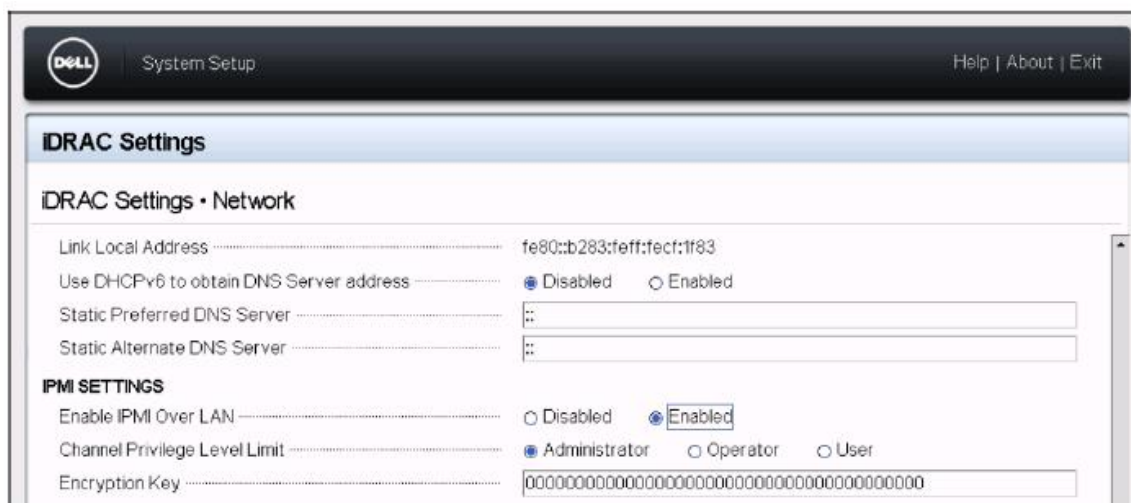 DELL
System Setup
Help | About | Exit
iDRAC Settings
iDRAC Settings • Network
Link Local Address fe80::b283:feff:fecf:1f83
Use DHCPv6 to obtain DNS Server address Disabled Enabled
Static Preferred DNS Server ::
Static Alternate DNS Server ::
IPMI SETTINGS
Enable IPMI Over LAN Disabled Enabled
Channel Privilege Level Limit Administrator Operator User
Encryption Key 0000000000000000000000000000000000000000